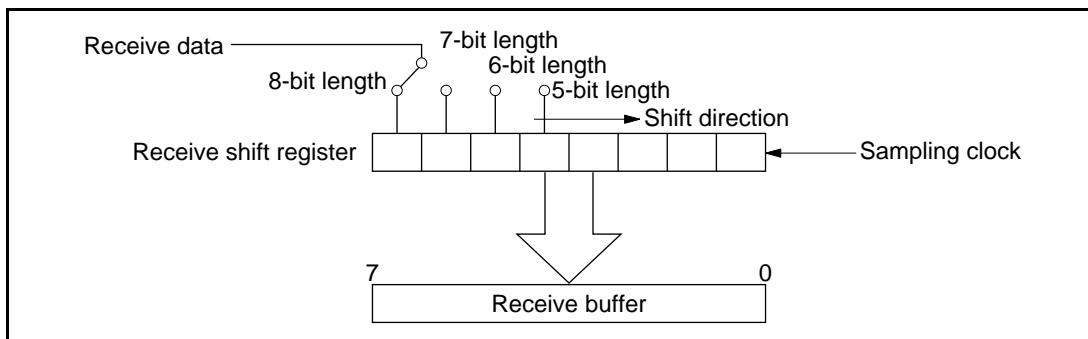 Receive data
7-bit length
6-bit length
8-bit length
5-bit length
Shift direction
Receive shift register
Sampling clock
7
0
Receive buffer